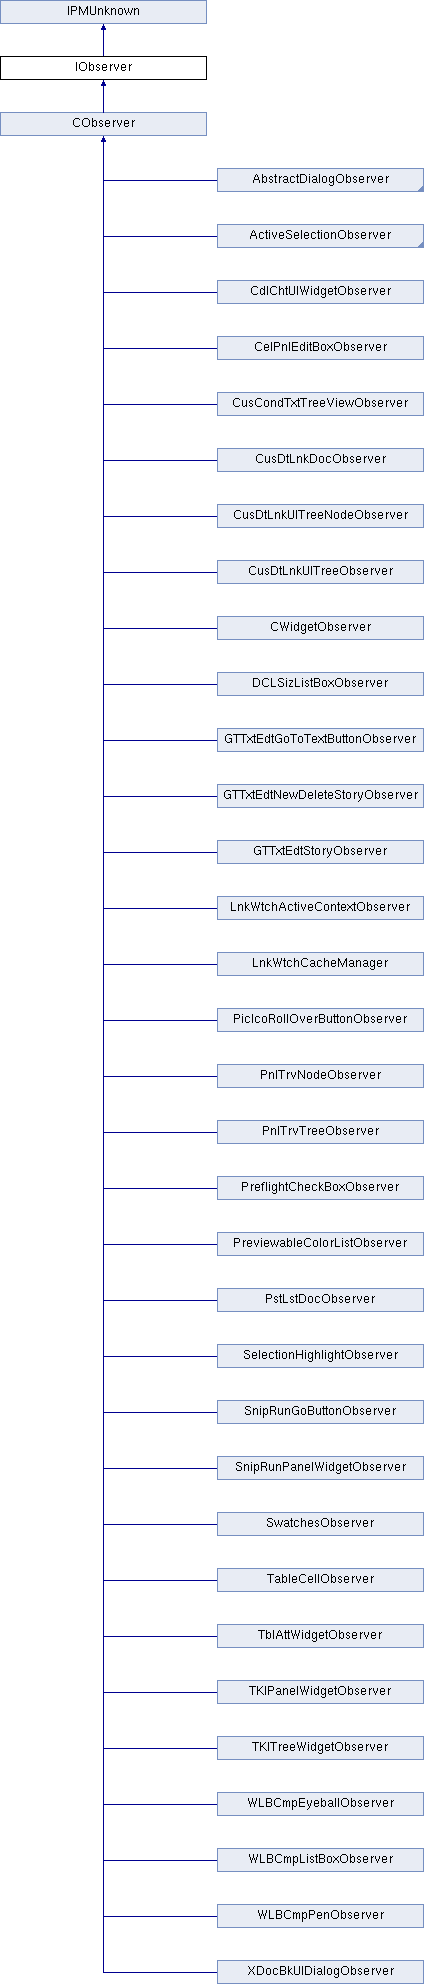 IPMUnknown
IObserver
CObserver
AbstractDialogObserver
ActiveSelectionObserver
CdlChtUIWidgetObserver
CelPnlEditBoxObserver
CusCondTxtTreeViewObserver
CusDtLnkDocObserver
CusDtLnkUITreeNodeObserver
CusDtLnkUITreeObserver
CWidgetObserver
DCLSizListBoxObserver
GTTxtEdtGoToTextButtonObserver
GTTxtEdtNewDeleteStoryObserver
GTTxtEdtStoryObserver
LnkWtchActiveContextObserver
LnkWtchCacheManager
PicIcoRollOverButtonObserver
PnlTrvNodeObserver
PnlTrvTreeObserver
PreflightCheckBoxObserver
PreviewableColorListObserver
PstLstDocObserver
SelectionHighlightObserver
SnipRunGoButtonObserver
SnipRunPanelWidgetObserver
SwatchesObserver
TableCellObserver
TblAttWidgetObserver
TKIPanelWidgetObserver
TKITreeWidgetObserver
WLBCmpEyeballObserver
WLBCmpListBoxObserver
WLBCmpPenObserver
XDocBkUIDialogObserver